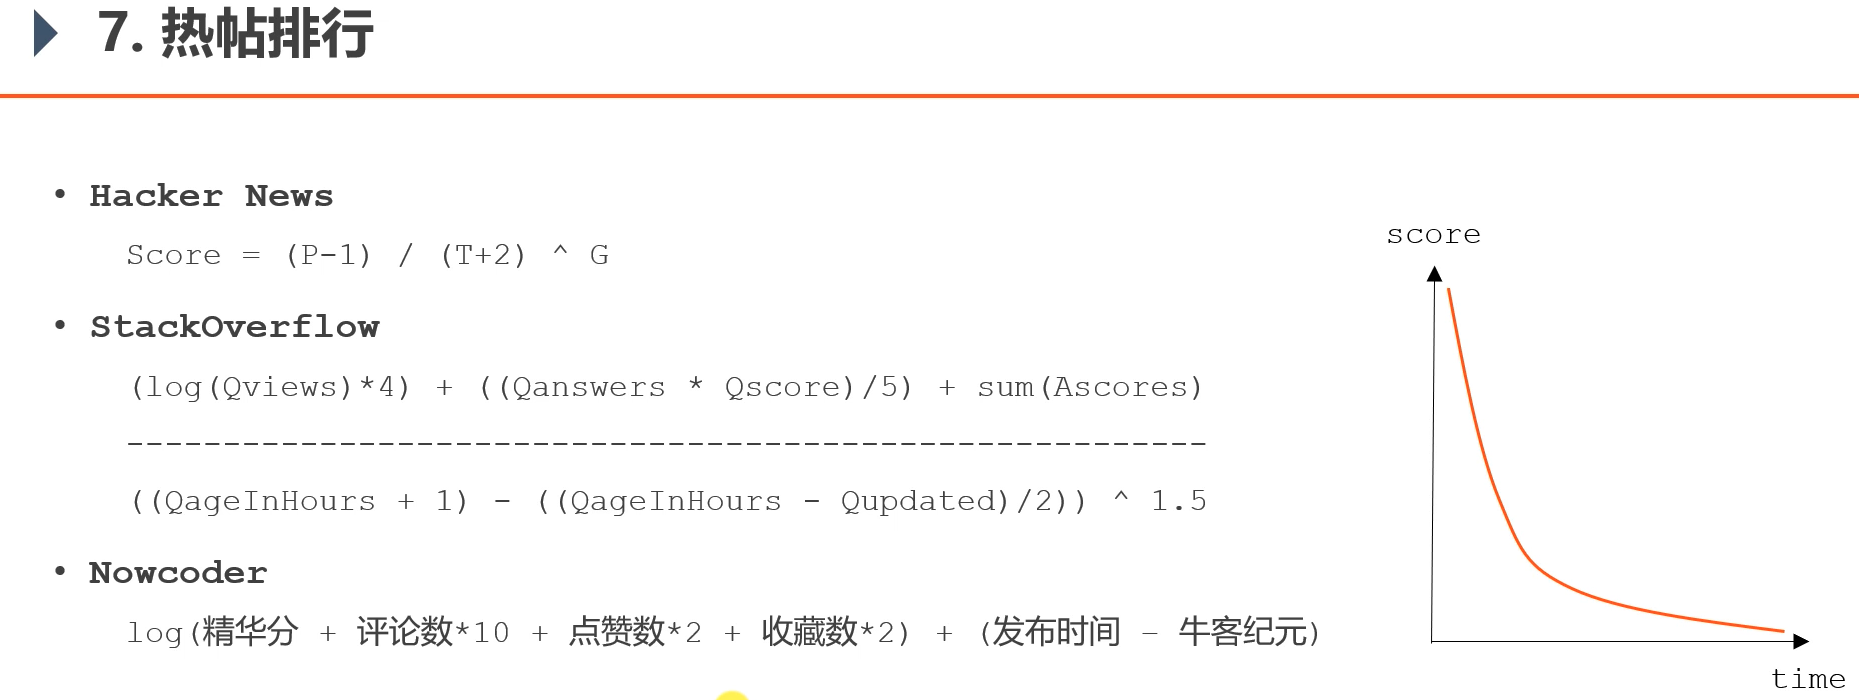 7. 热帖排行
• Hacker News
Score = (P-1) / (T+2) ^ G
• StackOverflow
(log(Qviews)*4) + ((Qanswers * Qscore)/5) + sum(Ascores)
--------------------------------------------------------
((QageInHours + 1) - ((QageInHours - Qupdated)/2)) ^ 1.5
• Nowcoder
log(精华分 + 评论数*10 + 点赞数*2 + 收藏数*2) + (发布时间 – 牛客纪元)
score
time